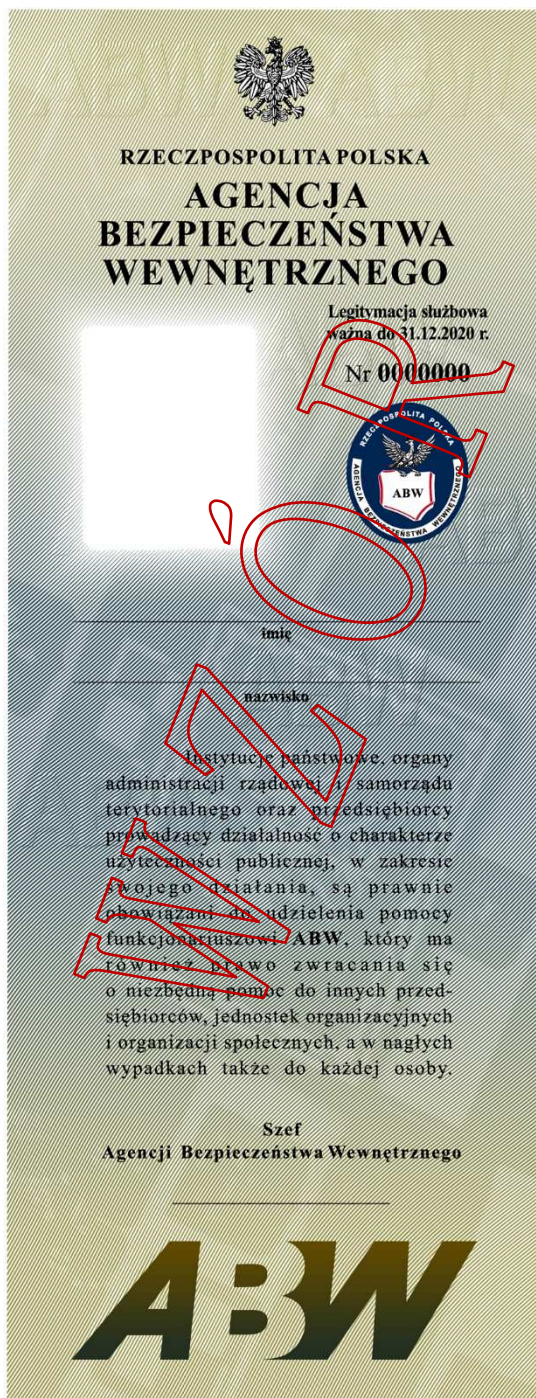 RZECZPOSPOLITA POLSKA
AGENCJA
BEZPIECZEŃSTWA
WEWNĘTRZNEGO
Legitymacja służbowa
ważna do 31.12.2020 r.
Nr 0000000
RZECZPOSPOLITA POLSKA
ABW
AGENCJA BEZPIECZEŃSTWA WEWNĘTRZNEGO
imię
nazwisko
Instytucje państwowe, organy
administracji rządowej i samorządu
terytorialnego oraz przedsiębiorcy
prowadzący działalność o charakterze
użyteczności publicznej, w zakresie
swojego działania, są prawnie
obowiązani do udzielenia pomocy
funkcjonariuszowi ABW, który ma
również prawo zwracania się
o niezbędną pomoc do innych przed-
siębiorców, jednostek organizacyjnych
i organizacji społecznych, a w nagłych
wypadkach także do każdej osoby.
Szef
Agencji Bezpieczeństwa Wewnętrznego
ABW
WZÓR